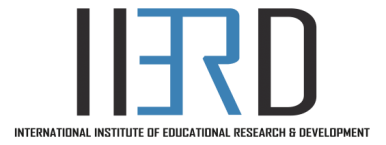 IIERD
INTERNATIONAL INSTITUTE OF EDUCATIONAL RESEARCH & DEVELOPMENT